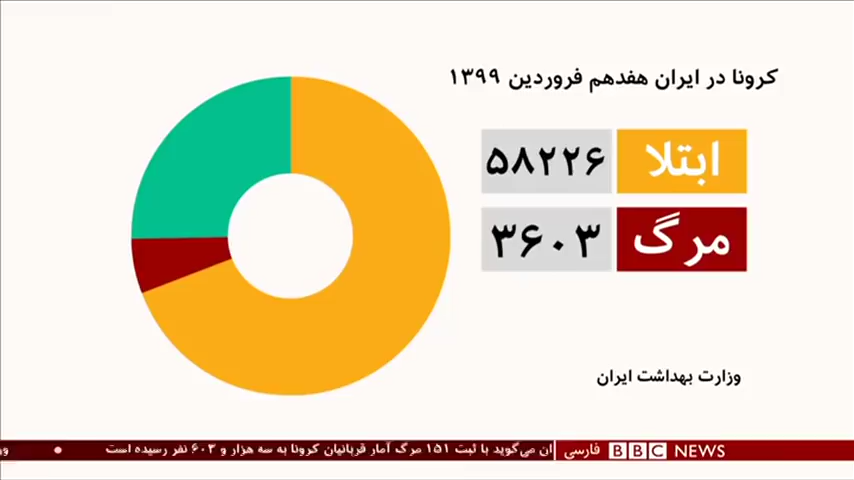 کرونا در ایران هفدهم فروردین ۱۳۹۹
ابتلا ۵۸۲۲۶
مرگ ۳۶۰۳
وزارت بهداشت ایران
BBC NEWS فارسی
ان می‌گوید با ثبت ۱۵۱ مرگ آمار قربانیان کرونا به سه هزار و ۶۰۳ نفر رسیده است